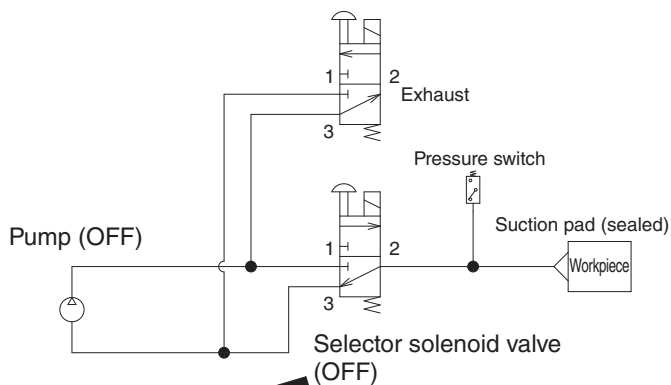 1
2
Exhaust
3
Pressure switch
Suction pad (sealed)
Pump (OFF)
1
2
Workpiece
3
Selector solenoid valve
(OFF)